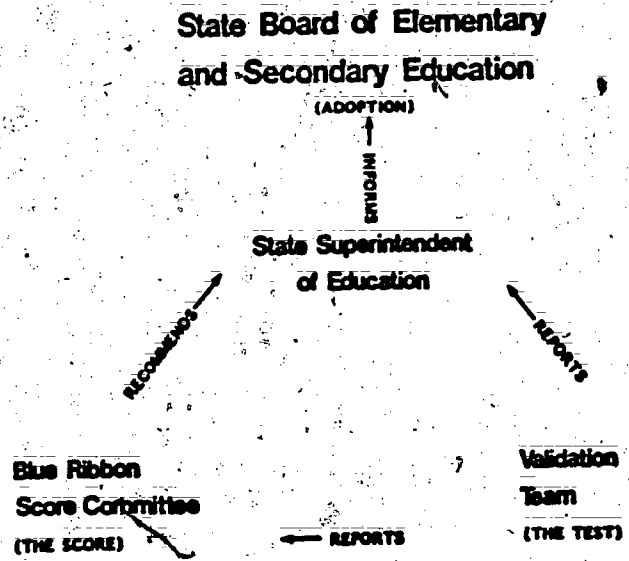 State Board of Elementary
and Secondary Education
(ADOPTION)
INFORMS
State Superintendent
of Education
RECOMMENDS
REPORTS
Blue Ribbon
Score Committee
(THE SCORE)
REPORTS
Validation
Team
(THE TEST)